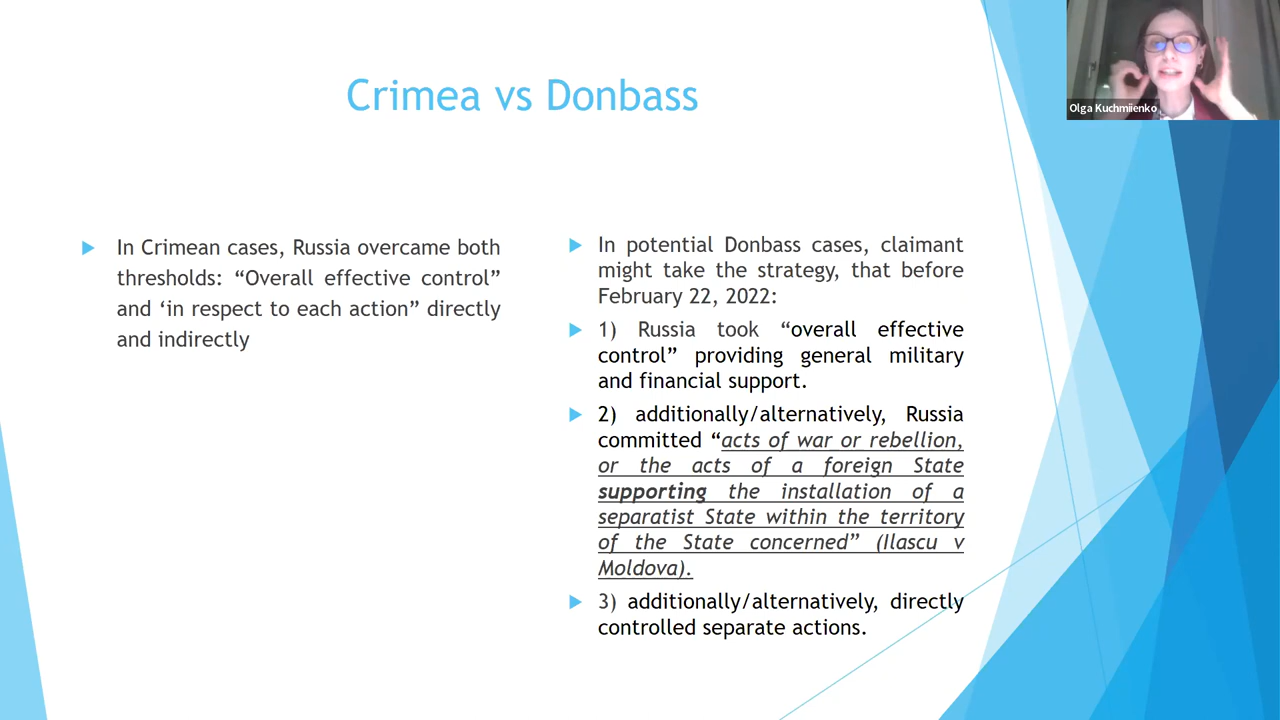 Crimea vs Donbass
Olga Kuchmiienko
In Crimean cases, Russia overcame both
thresholds: “Overall effective control”
and ‘in respect to each action” directly
and indirectly
In potential Donbass cases, claimant
might take the strategy, that before
February 22, 2022:
1) Russia took “overall effective
control” providing general military
and financial support.
2) additionally/alternatively, Russia
committed “acts of war or rebellion,
or the acts of a foreign State
supporting the installation of a
separatist State within the territory
of the State concerned” (Ilascu v
Moldova).
3) additionally/alternatively, directly
controlled separate actions.